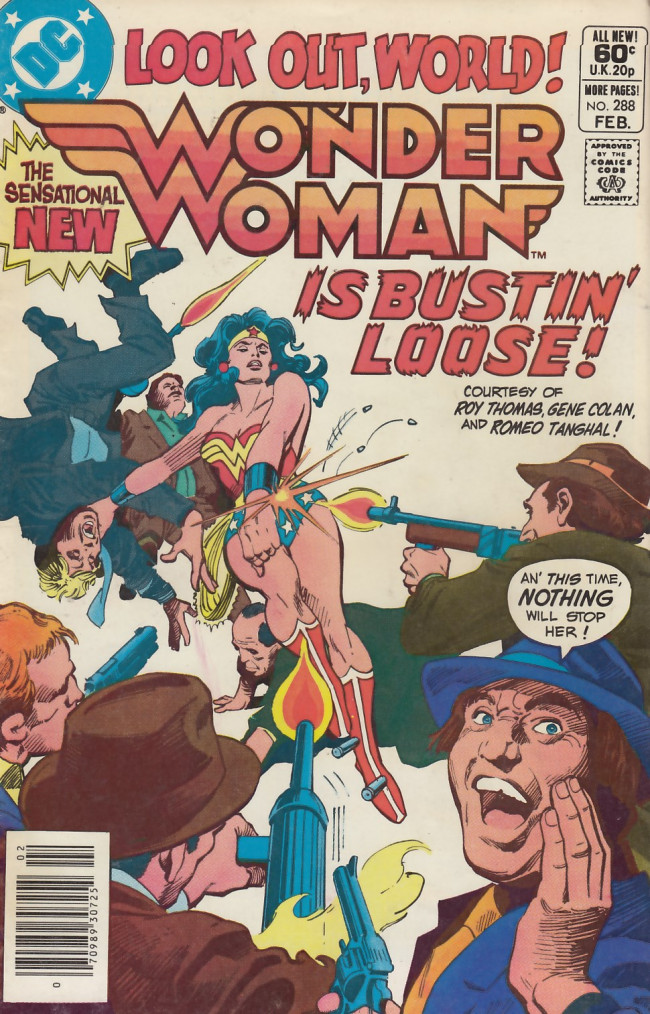 DC
LOOK OUT, WORLD!
ALL NEW!
60¢
U.K. 20p
MORE PAGES!
NO. 288
FEB.
APPROVED
BY THE
COMICS
CODE
CA
AUTHORITY
®
THE
SENSATIONAL
NEW
WONDER
WOMAN
TM
IS BUSTIN'
LOOSE!
COURTESY OF
ROY THOMAS, GENE COLAN,
AND ROMEO TANGHAL!
AN' THIS TIME,
NOTHING
WILL STOP
HER!
02
0
70989 30725